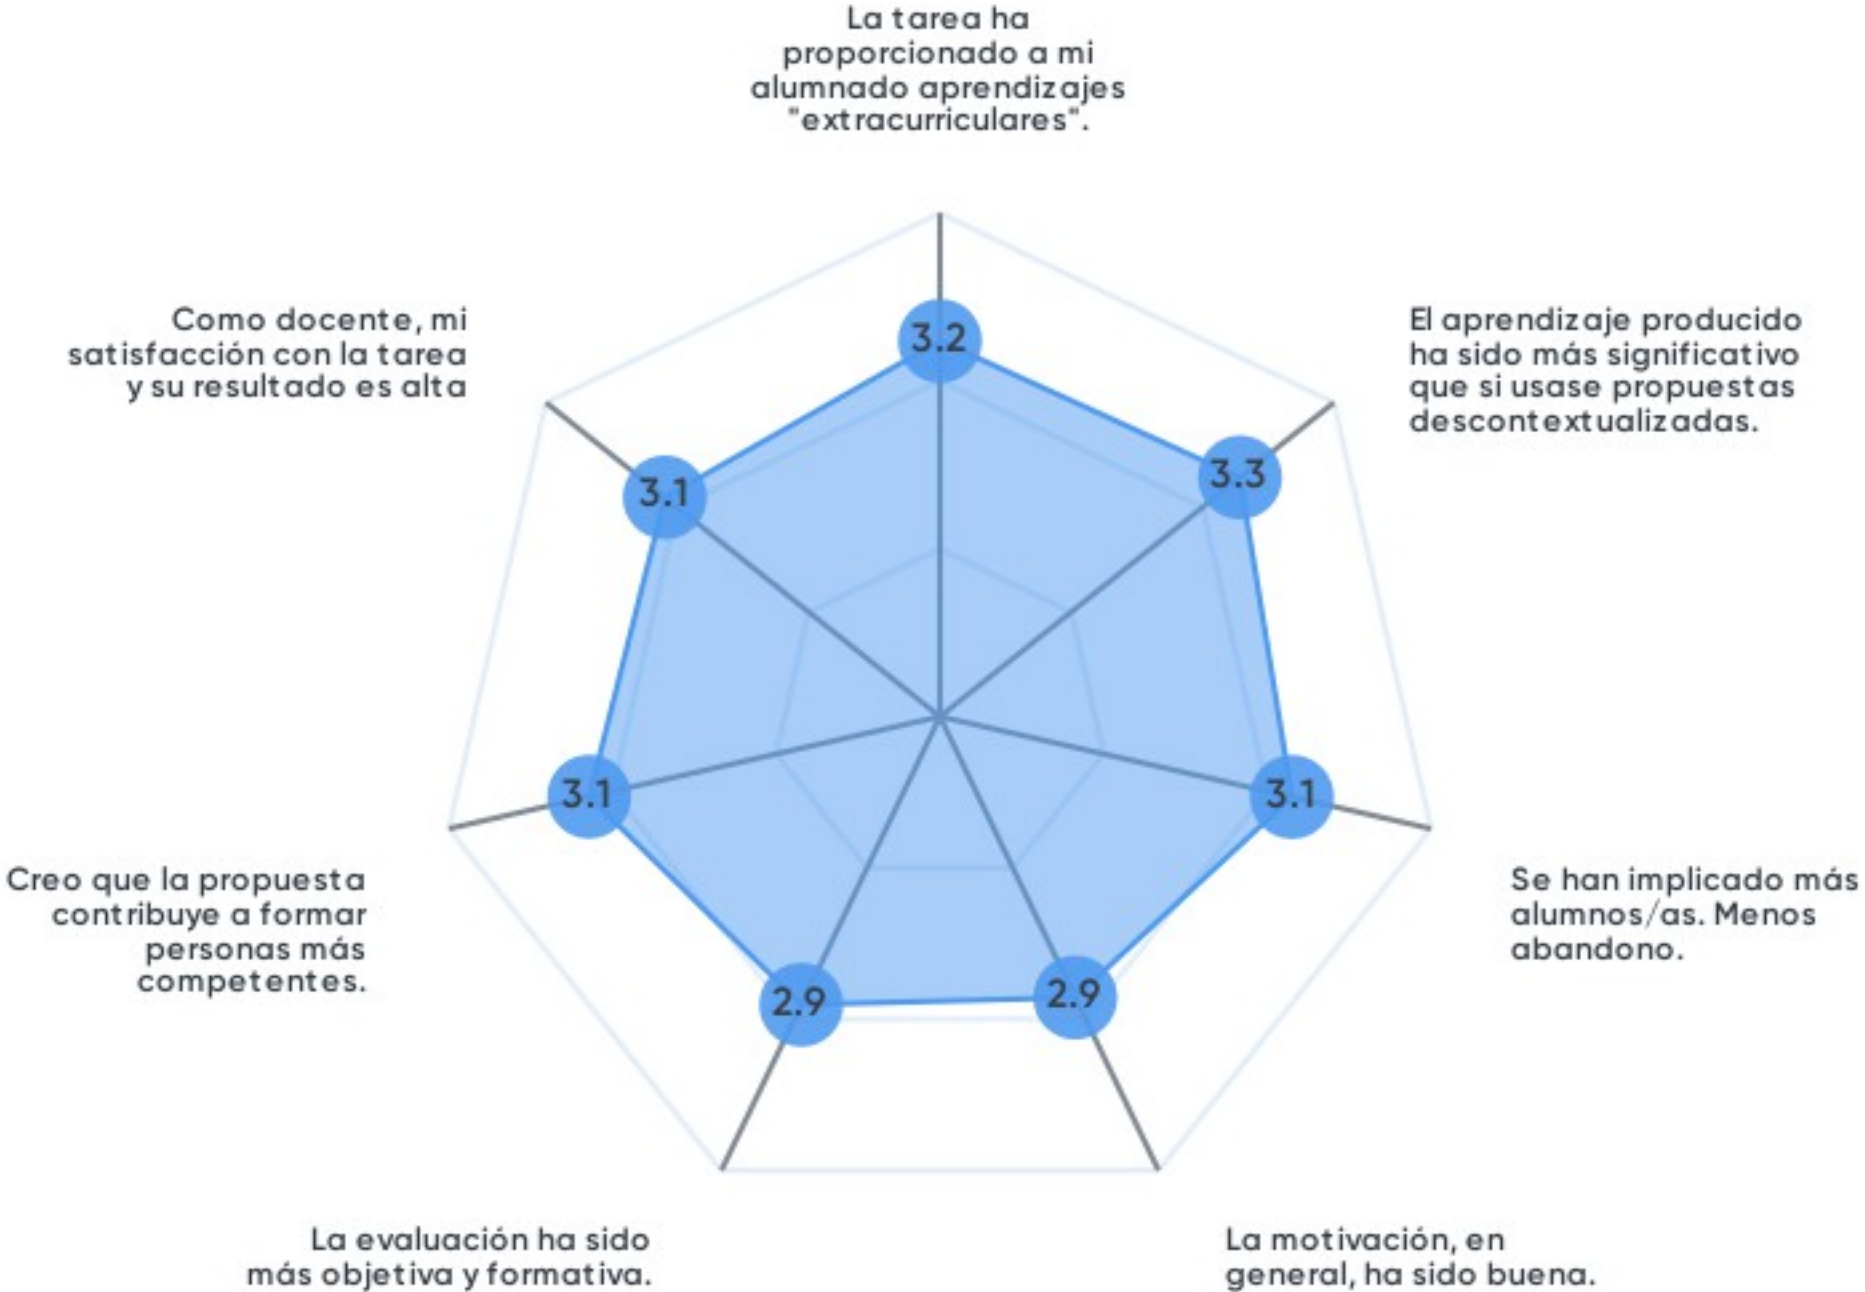 La tarea ha
proporcionado a mi
alumnado aprendizajes
"extracurriculares".
El aprendizaje producido
ha sido más significativo
que si usase propuestas
descontextualizadas.
Se han implicado más
alumnos/as. Menos
abandono.
La motivación, en
general, ha sido buena.
La evaluación ha sido
más objetiva y formativa.
Creo que la propuesta
contribuye a formar
personas más
competentes.
Como docente, mi
satisfacción con la tarea
y su resultado es alta
3.2
3.3
3.1
2.9
2.9
3.1
3.1